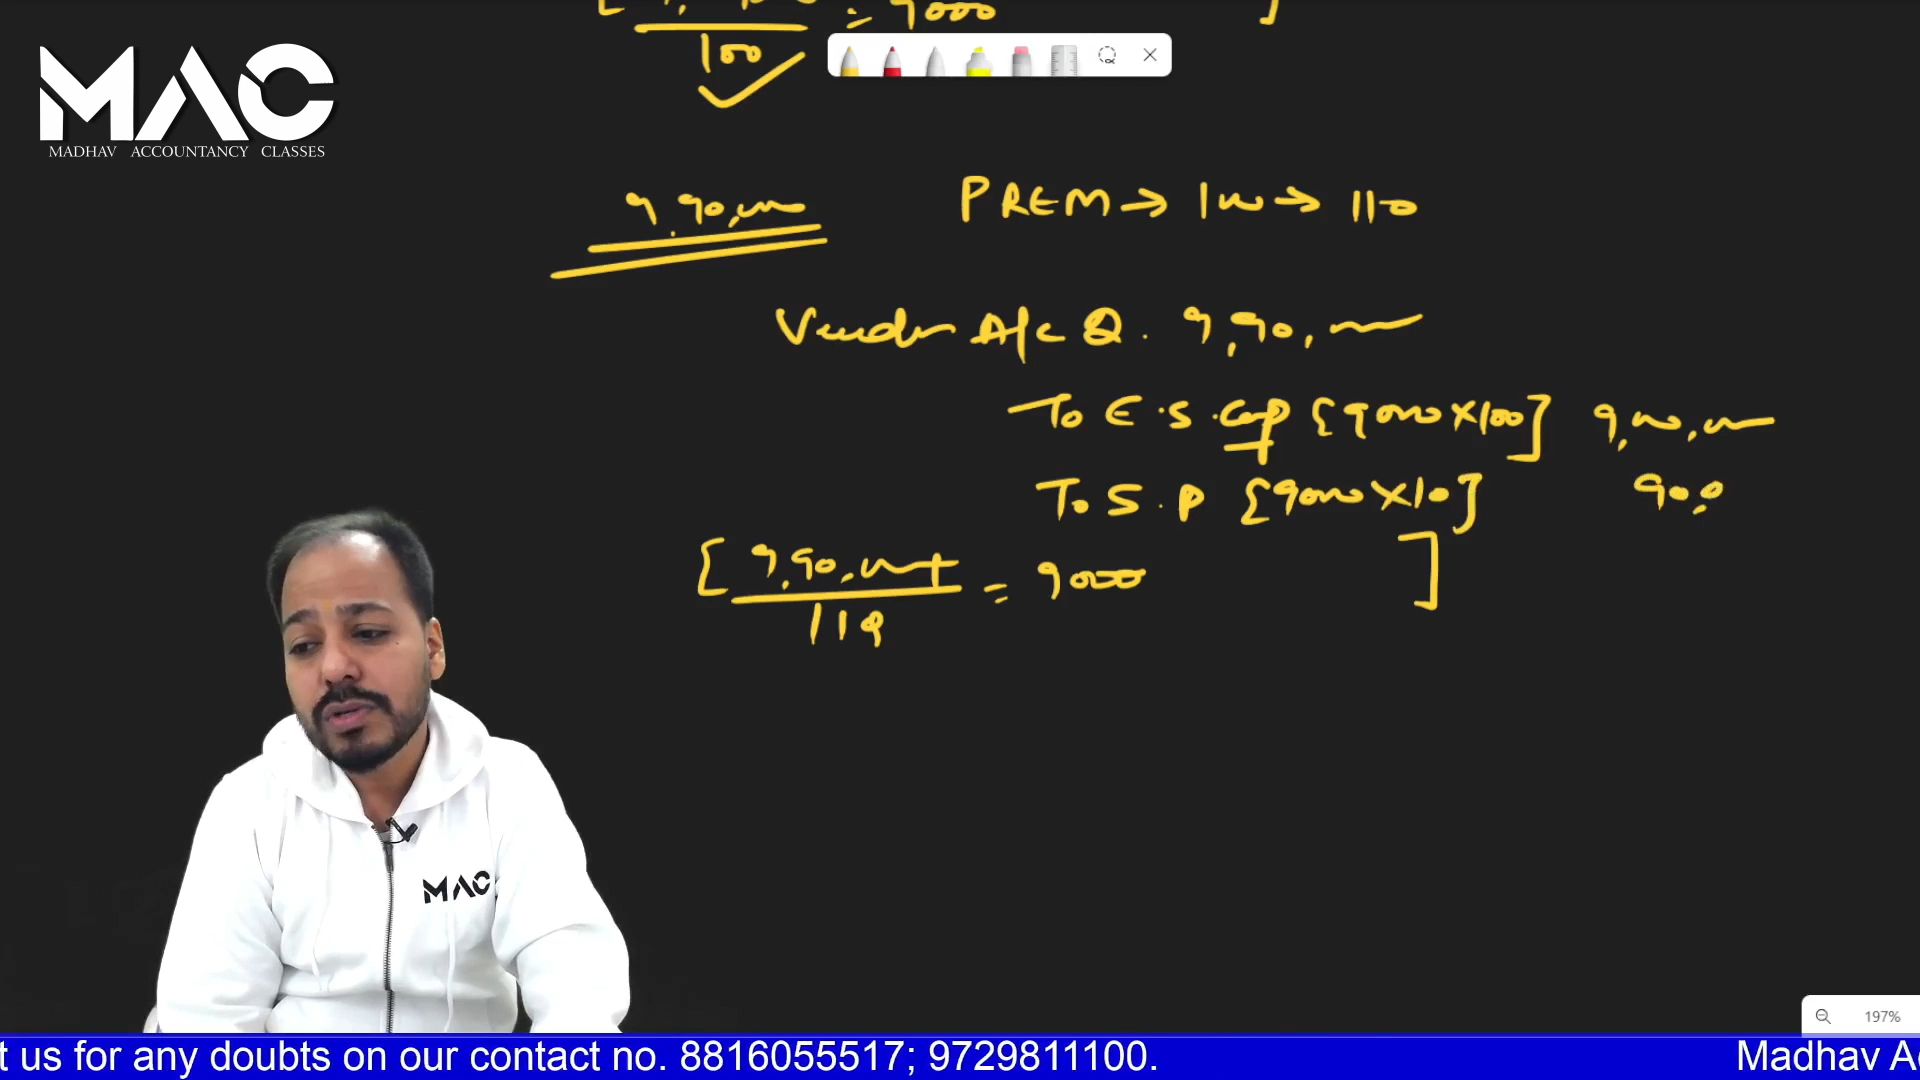 = 9000 ]
100
MAC
MADHAV ACCOUNTANCY CLASSES
9,90,000 PREM → 100 → 110
Vendor A/c Dr. 9,90,000
To E.S.Cap [9000×100] 9,00,000
To S.P [9000×10] 90,0
[ 9,90,000 = 9000 ]
110
MAC
197%
t us for any doubts on our contact no. 8816055517; 9729811100.
Madhav A